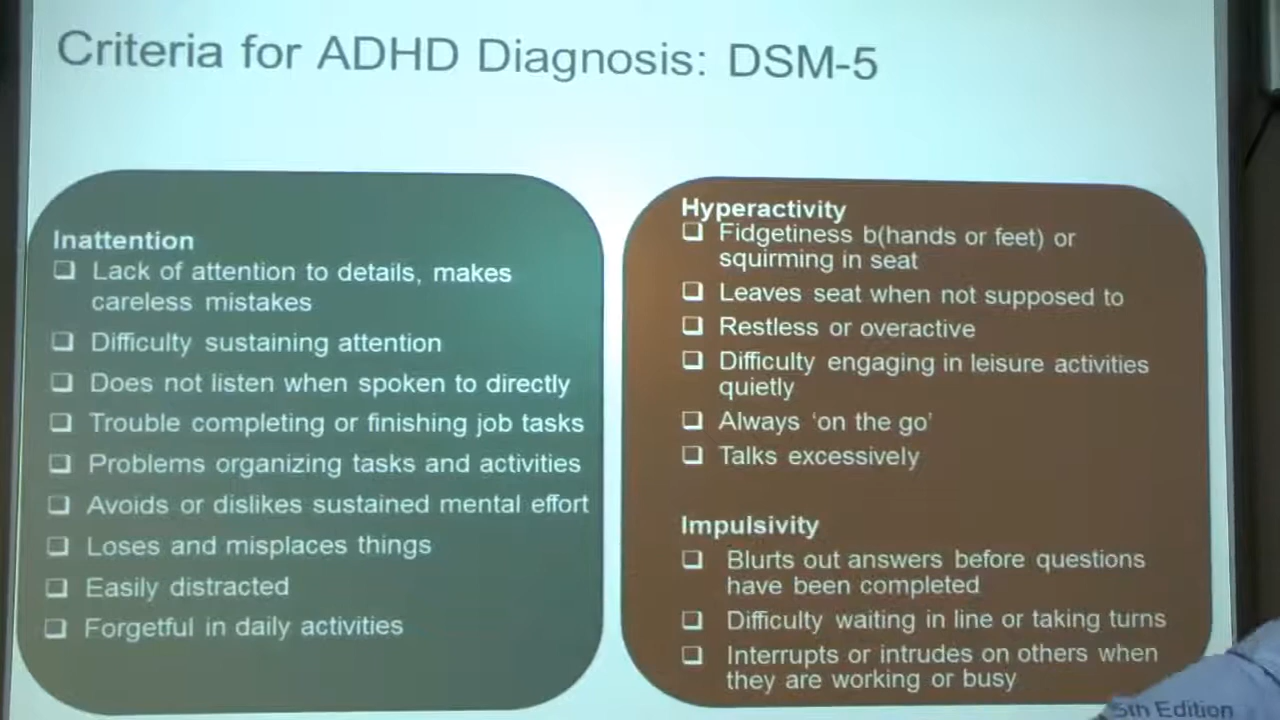 Criteria for ADHD Diagnosis: DSM-5
Inattention
❑ Lack of attention to details, makes
careless mistakes
❑ Difficulty sustaining attention
❑ Does not listen when spoken to directly
❑ Trouble completing or finishing job tasks
❑ Problems organizing tasks and activities
❑ Avoids or dislikes sustained mental effort
❑ Loses and misplaces things
❑ Easily distracted
❑ Forgetful in daily activities
Hyperactivity
❑ Fidgetiness b(hands or feet) or
squirming in seat
❑ Leaves seat when not supposed to
❑ Restless or overactive
❑ Difficulty engaging in leisure activities
quietly
❑ Always ‘on the go’
❑ Talks excessively
Impulsivity
❑ Blurts out answers before questions
have been completed
❑ Difficulty waiting in line or taking turns
❑ Interrupts or intrudes on others when
they are working or busy
5th Edition